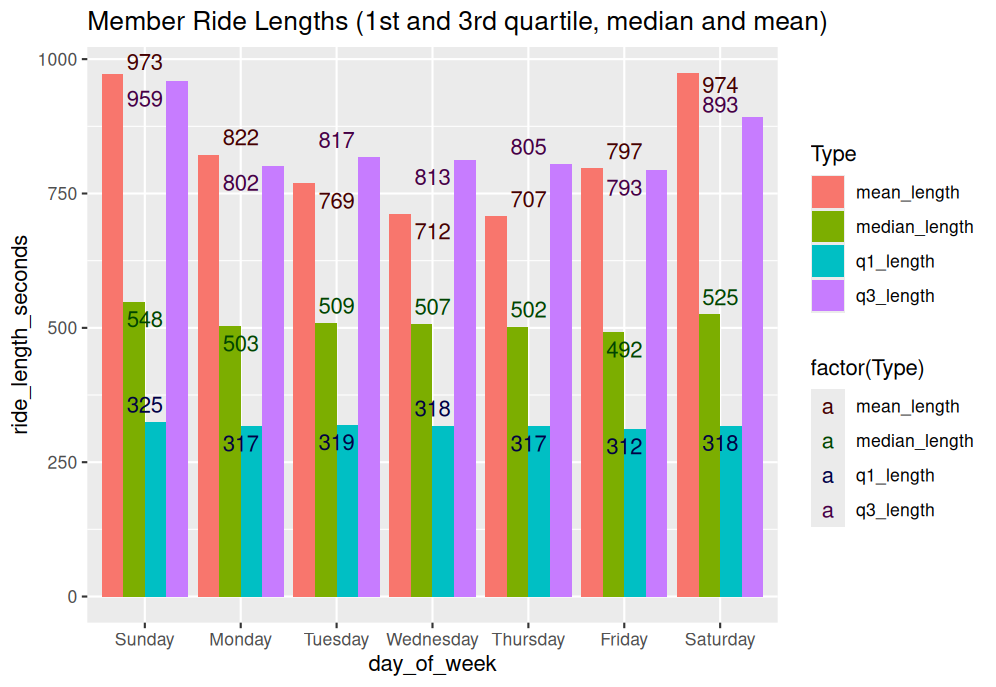 Member Ride Lengths (1st and 3rd quartile, median and mean)
ride_length_seconds
1000
750
500
250
0
973
959
548
325
822
802
503
317
817
769
509
319
813
712
507
318
805
707
502
317
797
793
492
312
974
893
525
318
Sunday Monday Tuesday Wednesday Thursday Friday Saturday
day_of_week
Type
mean_length
median_length
q1_length
q3_length
factor(Type)
a mean_length
a median_length
a q1_length
a q3_length